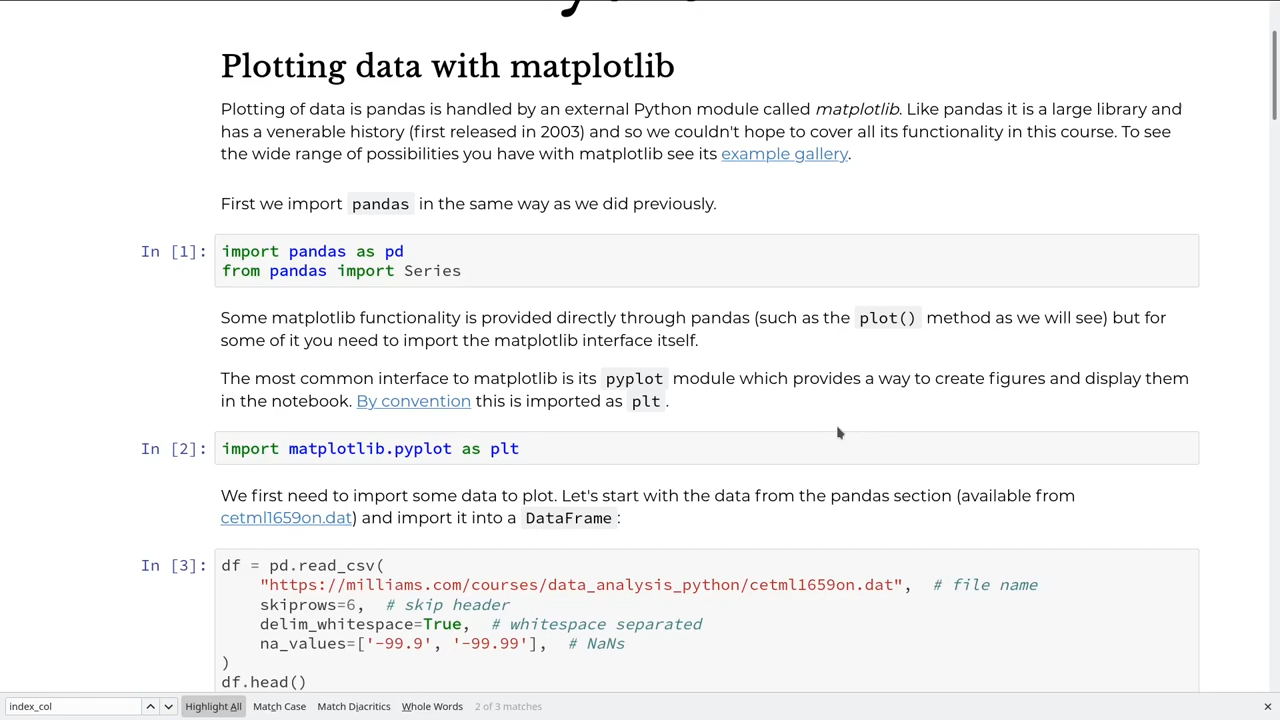 Plotting data with matplotlib
Plotting of data is pandas is handled by an external Python module called matplotlib. Like pandas it is a large library and
has a venerable history (first released in 2003) and so we couldn't hope to cover all its functionality in this course. To see
the wide range of possibilities you have with matplotlib see its example gallery.
First we import pandas in the same way as we did previously.
In [1]: import pandas as pd
from pandas import Series
Some matplotlib functionality is provided directly through pandas (such as the plot() method as we will see) but for
some of it you need to import the matplotlib interface itself.
The most common interface to matplotlib is its pyplot module which provides a way to create figures and display them
in the notebook. By convention this is imported as plt.
In [2]: import matplotlib.pyplot as plt
We first need to import some data to plot. Let's start with the data from the pandas section (available from
cetml1659on.dat) and import it into a DataFrame:
In [3]: df = pd.read_csv(
"https://milliams.com/courses/data_analysis_python/cetml1659on.dat", # file name
skiprows=6, # skip header
delim_whitespace=True, # whitespace separated
na_values=['-99.9', '-99.99'], # NaNs
)
df.head()
index_col Highlight All Match Case Match Diacritics Whole Words 2 of 3 matches